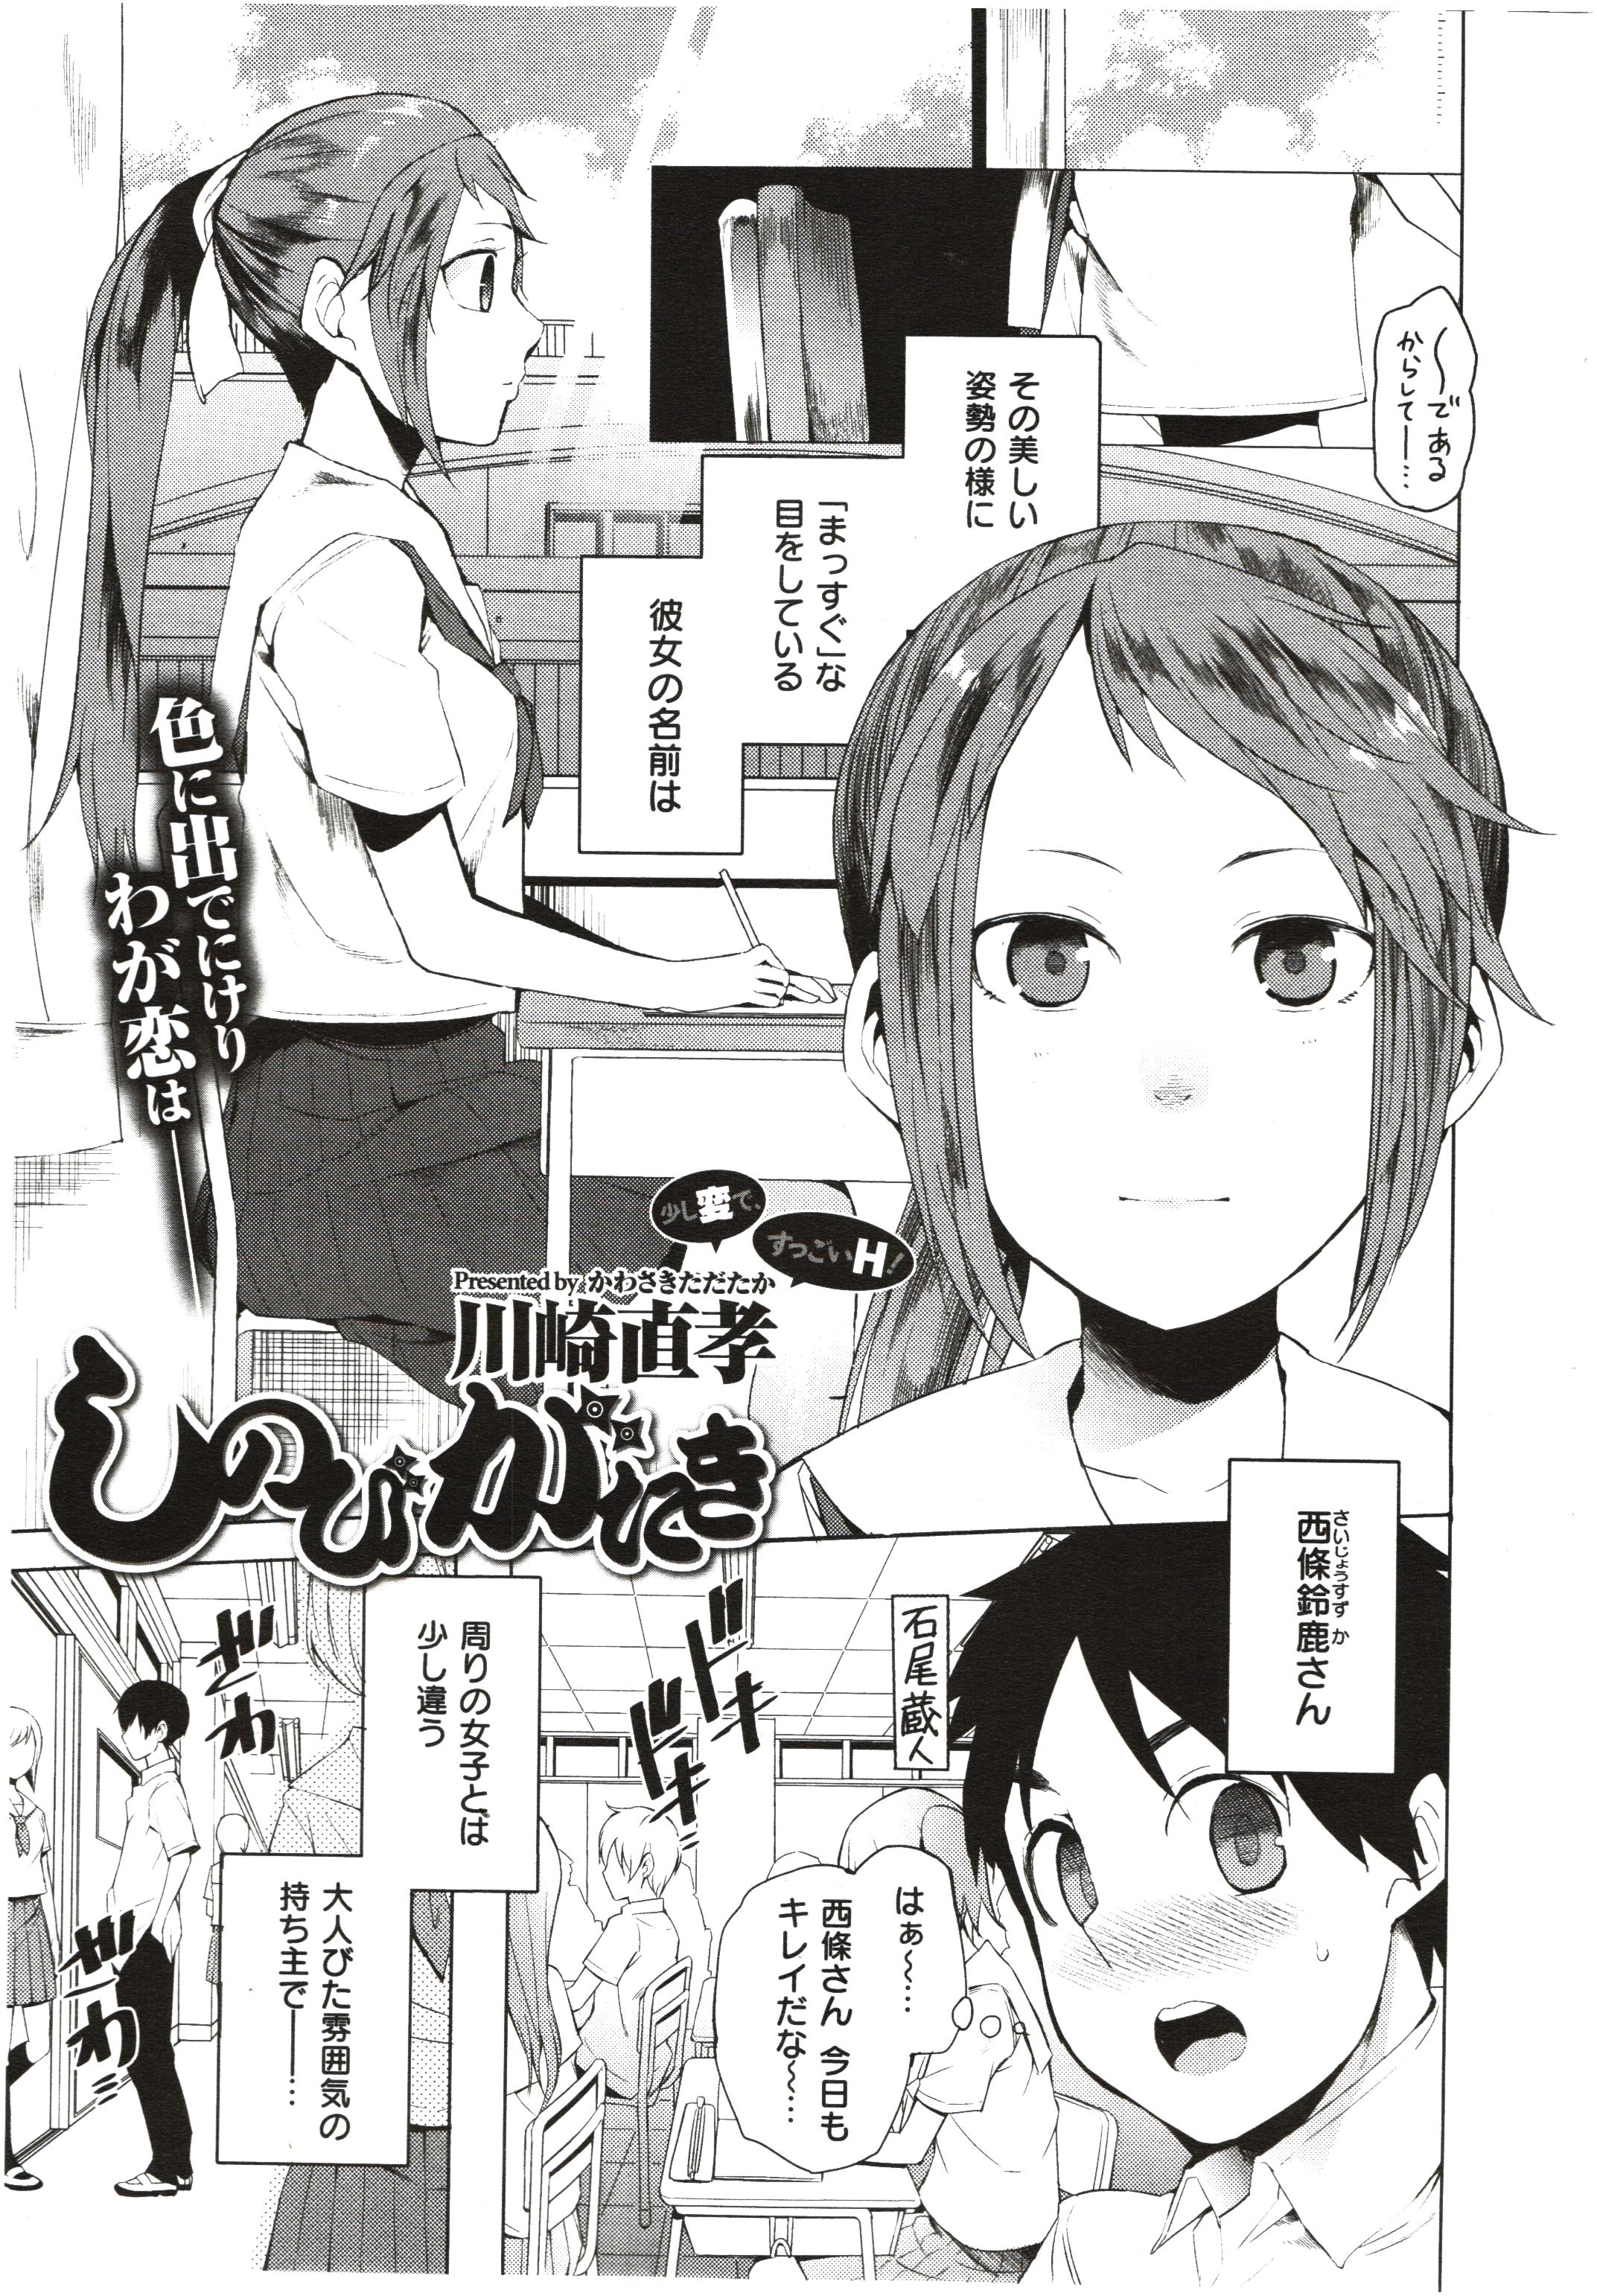 〜である
からしてー…
その美しい
姿勢の様に
「まっすぐ」な
目をしている
彼女の名前は
色に出でにけり
わが恋は――
少し変で、
すっごいH!
Presented by かわさきただたか
川崎直孝
しのびがたき
西條鈴鹿さん
さいじょうすずか
石尾蔵人
はぁ〜…
西條さん 今日も
キレイだな〜…
ドキ
ドキ
周りの女子とは
少し違う
大人びた雰囲気の
持ち主で――…
ざわ
ざわ